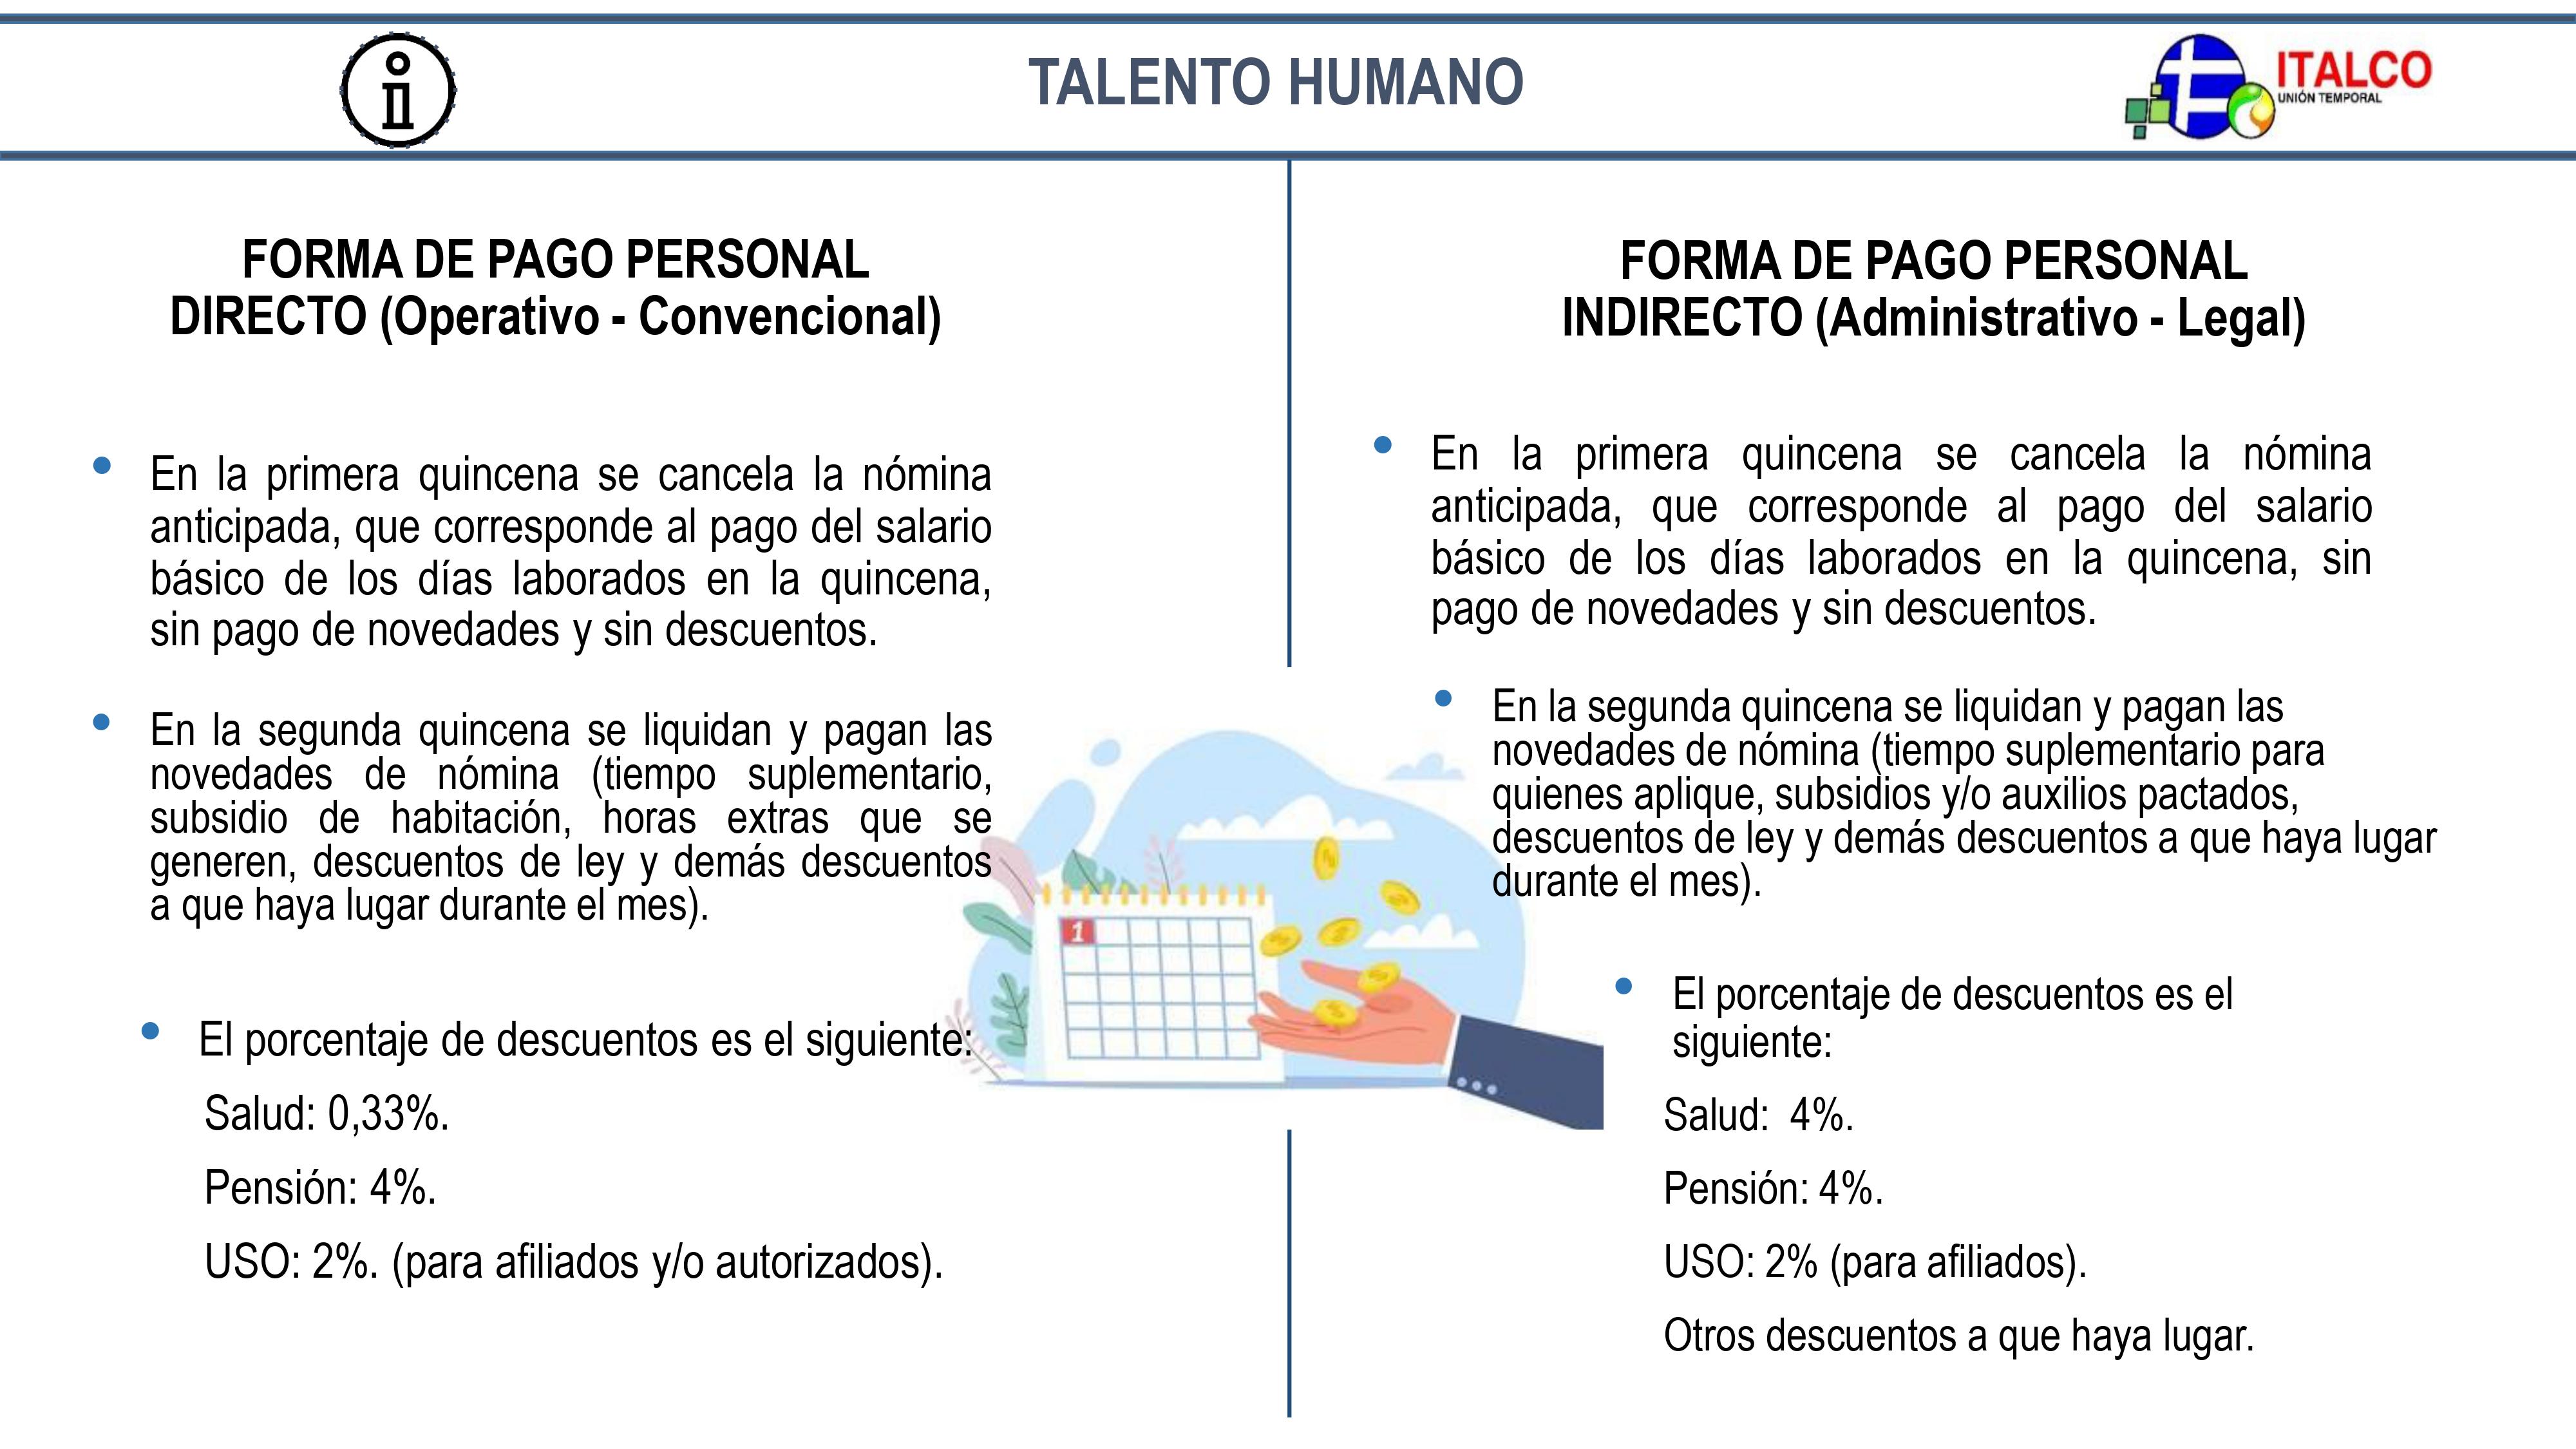 TALENTO HUMANO
ITALCO
UNIÓN TEMPORAL
FORMA DE PAGO PERSONAL
DIRECTO (Operativo - Convencional)
• En la primera quincena se cancela la nómina
anticipada, que corresponde al pago del salario
básico de los días laborados en la quincena,
sin pago de novedades y sin descuentos.
• En la segunda quincena se liquidan y pagan las
novedades de nómina (tiempo suplementario,
subsidio de habitación, horas extras que se
generen, descuentos de ley y demás descuentos
a que haya lugar durante el mes).
• El porcentaje de descuentos es el siguiente:
Salud: 0,33%.
Pensión: 4%.
USO: 2%. (para afiliados y/o autorizados).
1
FORMA DE PAGO PERSONAL
INDIRECTO (Administrativo - Legal)
• En la primera quincena se cancela la nómina
anticipada, que corresponde al pago del salario
básico de los días laborados en la quincena, sin
pago de novedades y sin descuentos.
• En la segunda quincena se liquidan y pagan las
novedades de nómina (tiempo suplementario para
quienes aplique, subsidios y/o auxilios pactados,
descuentos de ley y demás descuentos a que haya lugar
durante el mes).
• El porcentaje de descuentos es el
siguiente:
Salud: 4%.
Pensión: 4%.
USO: 2% (para afiliados).
Otros descuentos a que haya lugar.